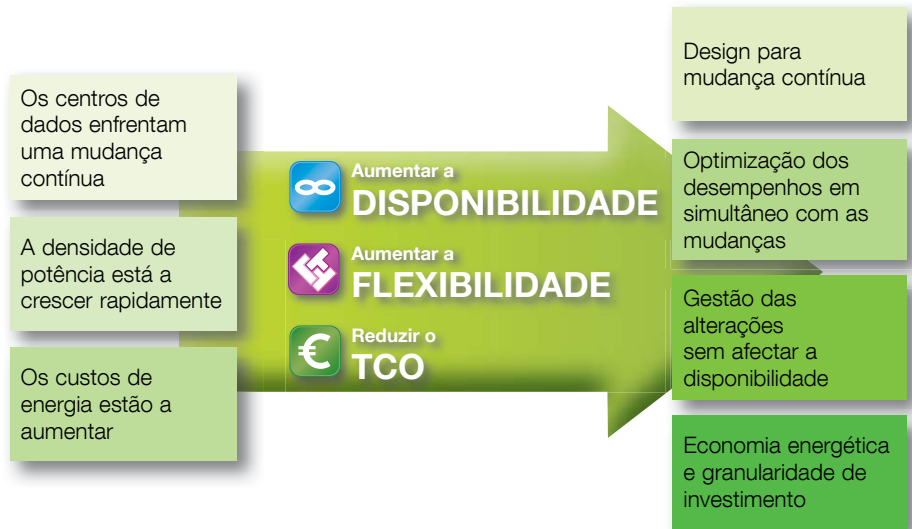 Os centros de
dados enfrentam
uma mudança
contínua
A densidade de
potência está a
crescer rapidamente
Os custos de
energia estão a
aumentar
Aumentar a
DISPONIBILIDADE
Aumentar a
FLEXIBILIDADE
€
Reduzir o
TCO
Design para
mudança contínua
Optimização dos
desempenhos em
simultâneo com as
mudanças
Gestão das
alterações
sem afectar a
disponibilidade
Economia energética
e granularidade de
investimento